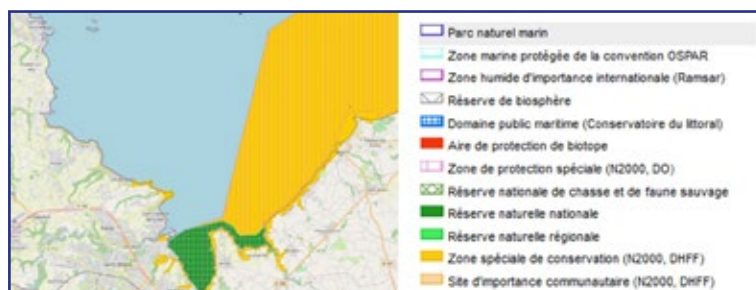 Parc naturel marin
Zone marine protégée de la convention OSPAR
Zone humide d'importance internationale (Ramsar)
Réserve de biosphère
Domaine public maritime (Conservatoire du littoral)
Aire de protection de biotope
Zone de protection spéciale (N2000, DO)
Réserve nationale de chasse et de faune sauvage
Réserve naturelle nationale
Réserve naturelle régionale
Zone spéciale de conservation (N2000, DHFF)
Site d'importance communautaire (N2000, DHFF)